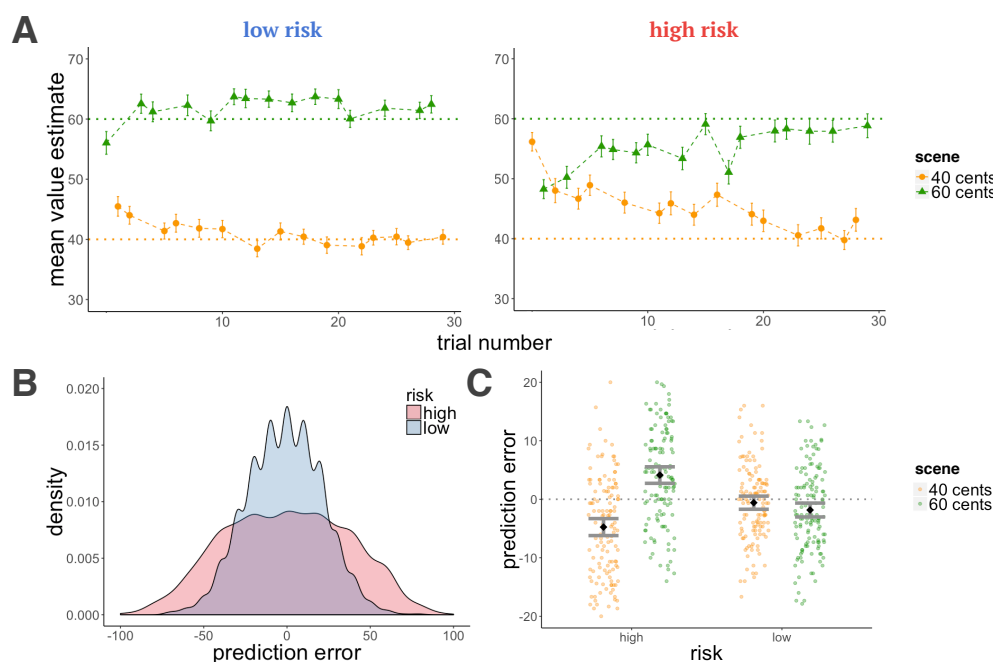 A
low risk
high risk
mean value estimate
70
60
50
40
30
10
20
30
70
60
50
40
30
10
20
30
trial number
scene
40 cents
60 cents
B
density
0.020
0.015
0.010
0.005
0.000
-100
-50
0
50
100
prediction error
risk
high
low
C
prediction error
20
10
0
-10
-20
high
low
risk
scene
40 cents
60 cents